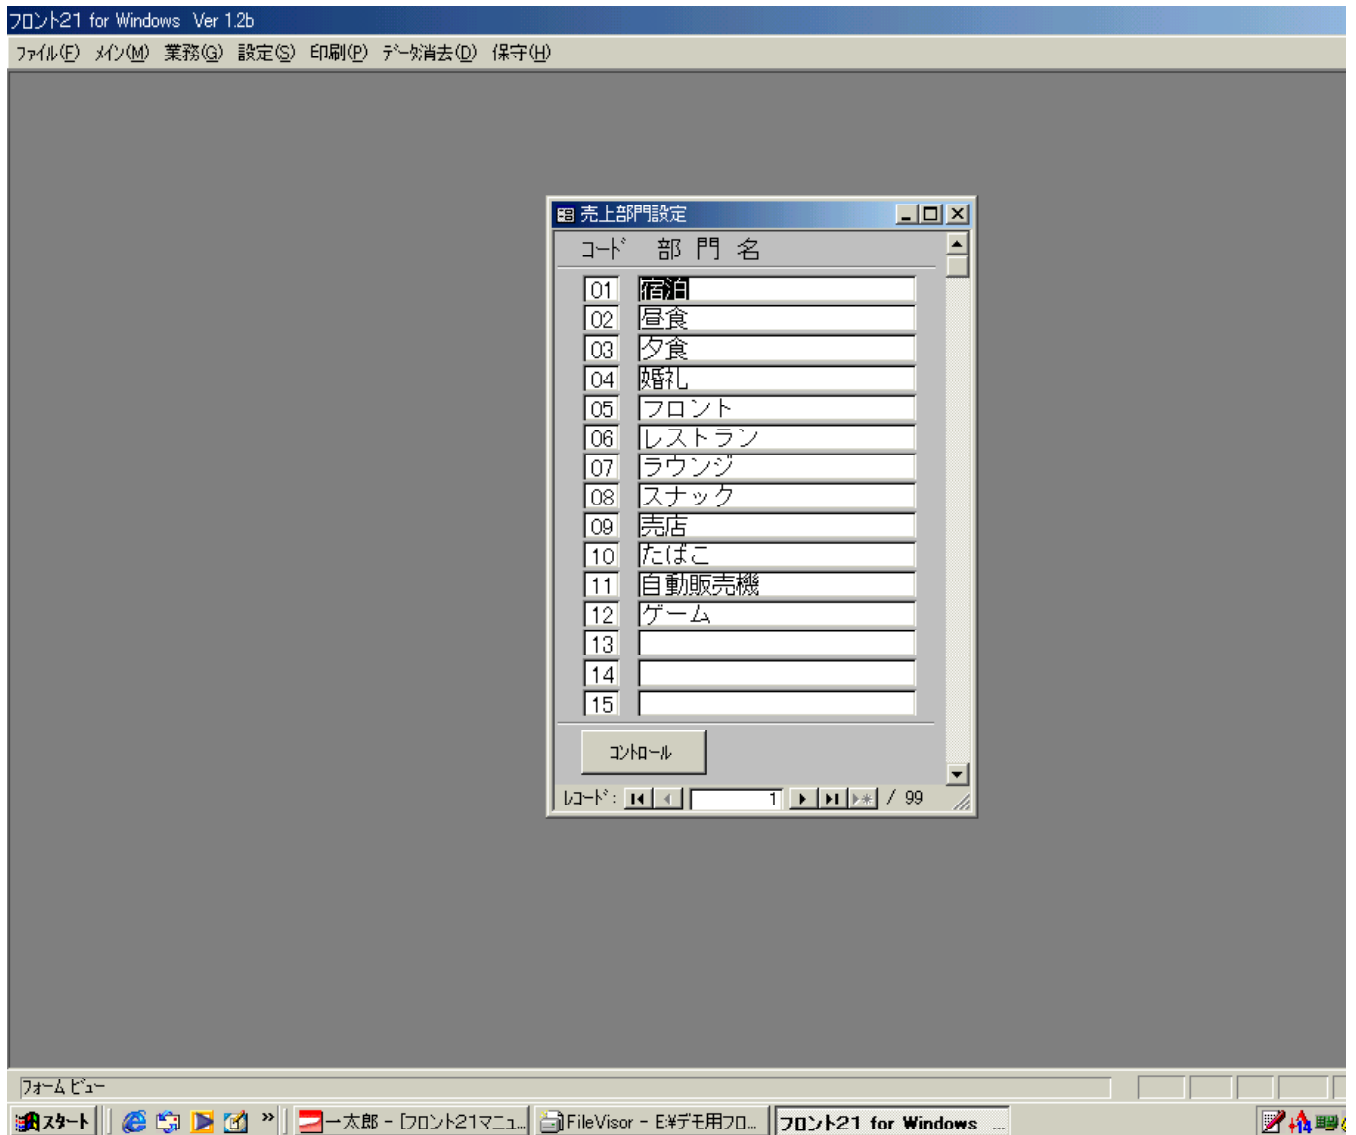 フロント21 for Windows  Ver 1.2b
ファイル(F)  メイン(M)  業務(G)  設定(S)  印刷(P)  データ消去(D)  保守(H)
売上部門設定
コード  部 門 名
01 宿泊
02 昼食
03 夕食
04 婚礼
05 フロント
06 レストラン
07 ラウンジ
08 スナック
09 売店
10 たばこ
11 自動販売機
12 ゲーム
13
14
15
コントロール
レコード: 1 / 99
フォーム ビュー
スタート  »  一太郎 - [フロント21マニュ...  FileVisor - E:¥デモ用フロ...  フロント21 for Windows ...  14